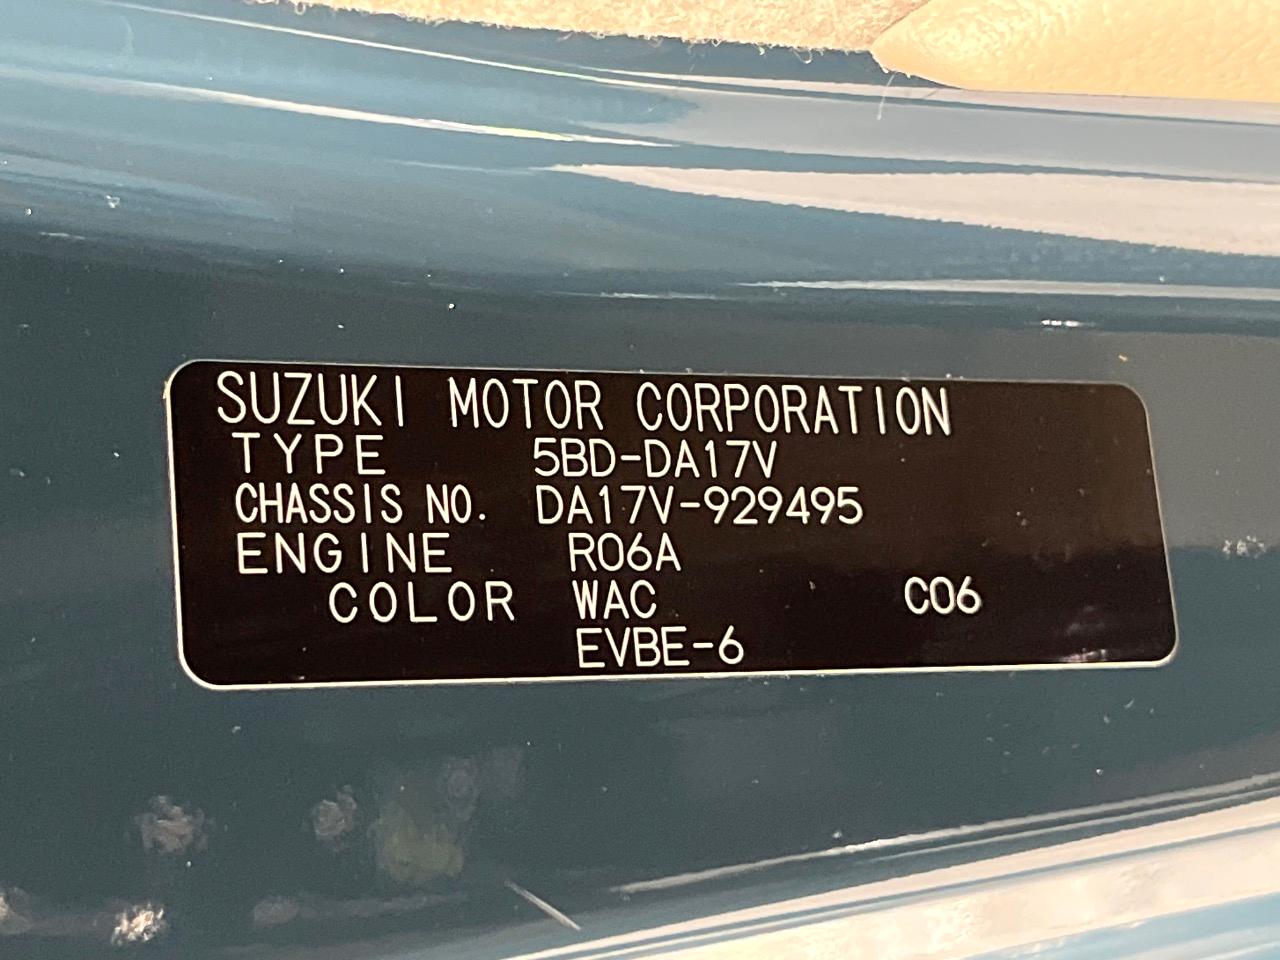 SUZUKI MOTOR CORPORATION
TYPE 5BD-DA17V
CHASSIS NO. DA17V-929495
ENGINE R06A
COLOR WAC C06
EVBE-6